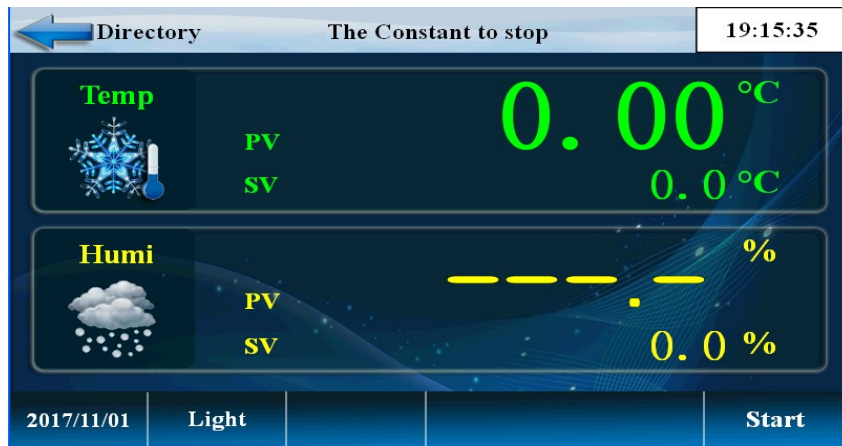 Directory The Constant to stop 19:15:35
Temp
PV 0.00 °C
SV 0.0 °C
Humi
PV ---.- %
SV 0.0 %
2017/11/01 Light Start